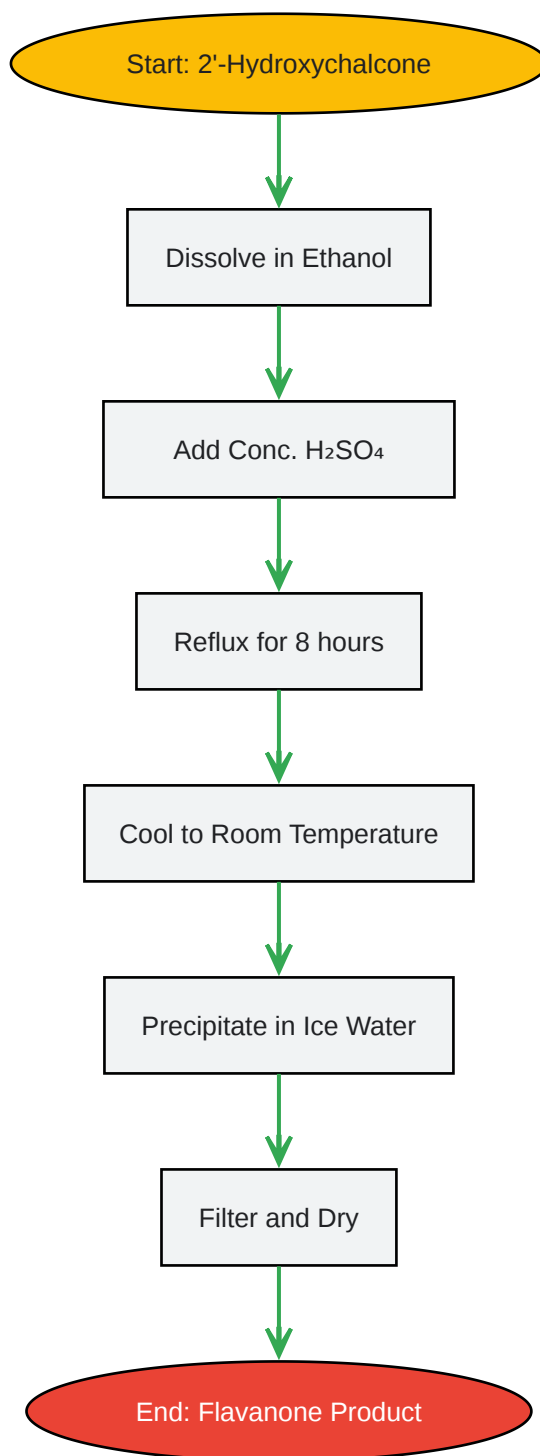 Start: 2'-Hydroxychalcone
Dissolve in Ethanol
Add Conc. H₂SO₄
Reflux for 8 hours
Cool to Room Temperature
Precipitate in Ice Water
Filter and Dry
End: Flavanone Product